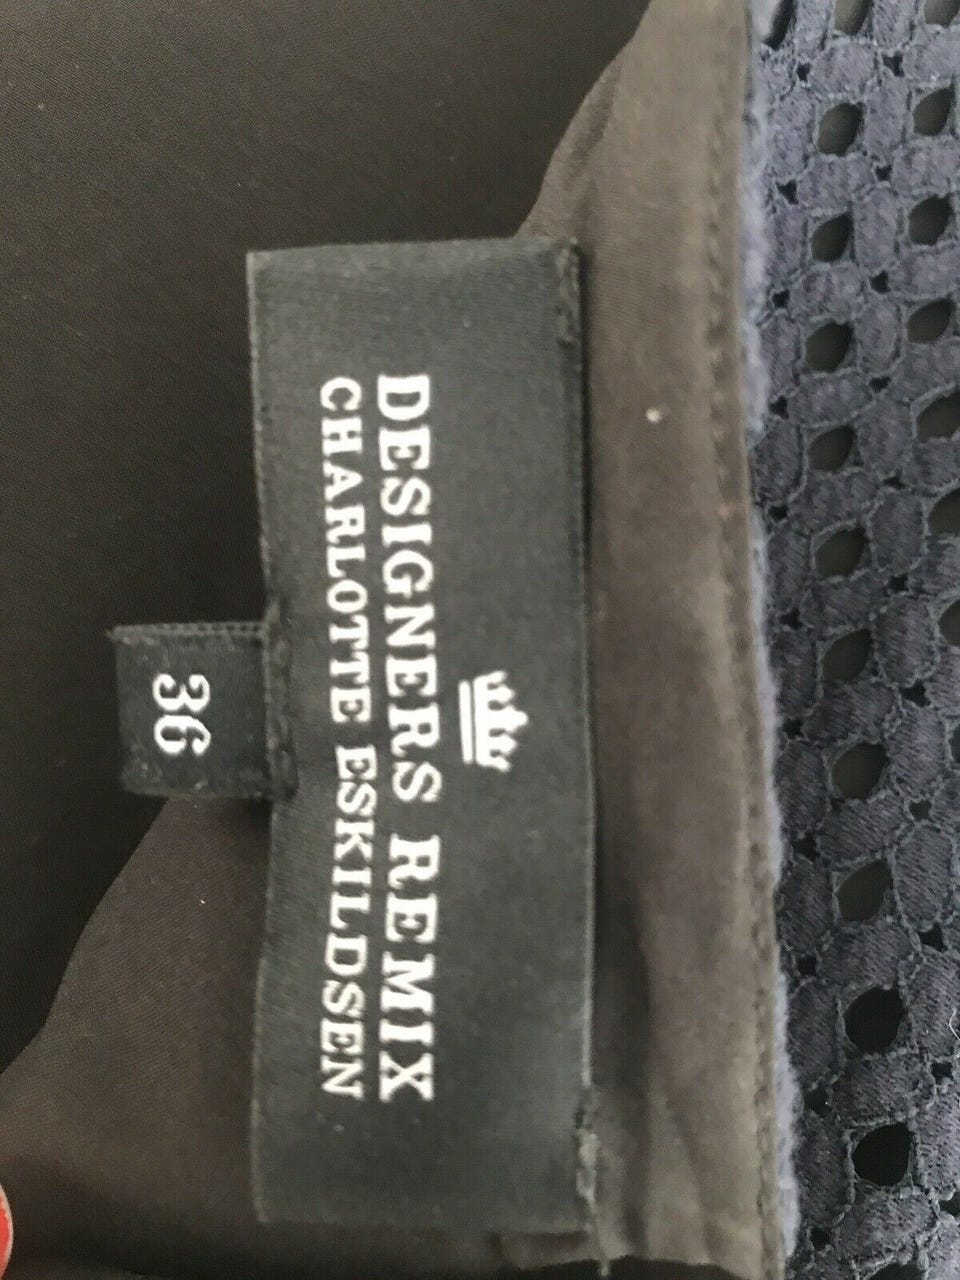 DESIGNERS REMIX
CHARLOTTE ESKILDSEN
36